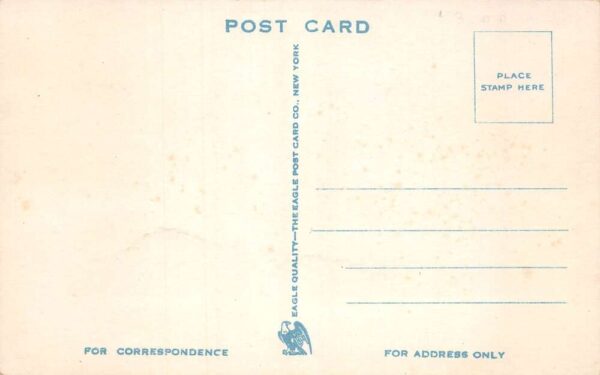 POST CARD
PLACE
STAMP HERE
EAGLE QUALITY—THE EAGLE POST CARD CO., NEW YORK
FOR CORRESPONDENCE
FOR ADDRESS ONLY